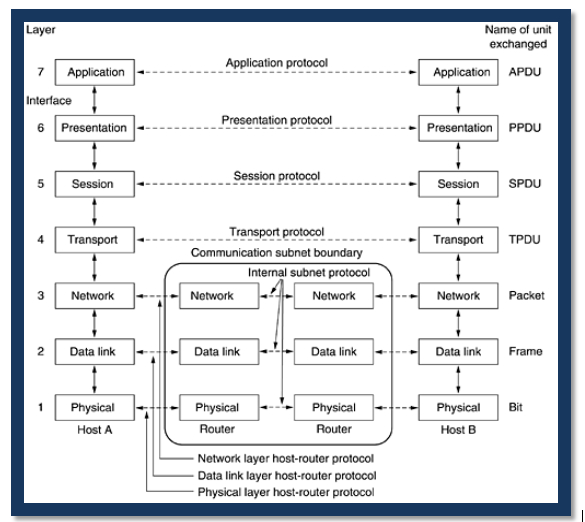 Layer
Name of unit
exchanged
7 Application Application protocol Application APDU
Interface
6 Presentation Presentation protocol Presentation PPDU
5 Session Session protocol Session SPDU
4 Transport Transport protocol Transport TPDU
Communication subnet boundary
Internal subnet protocol
3 Network Network Network Network Packet
2 Data link Data link Data link Data link Frame
1 Physical Physical Physical Physical Bit
Host A Router Router Host B
Network layer host-router protocol
Data link layer host-router protocol
Physical layer host-router protocol